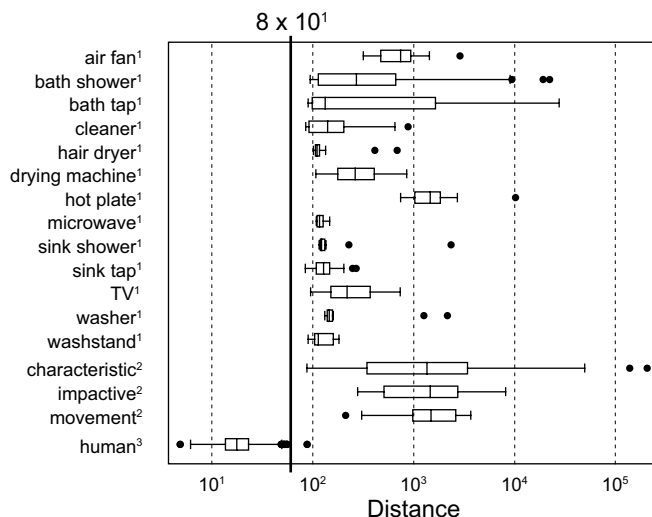 8 x 10¹
air fan¹
bath shower¹
bath tap¹
cleaner¹
hair dryer¹
drying machine¹
hot plate¹
microwave¹
sink shower¹
sink tap¹
TV¹
washer¹
washstand¹
characteristic²
impactive²
movement²
human³
10¹ 10² 10³ 10⁴ 10⁵
Distance